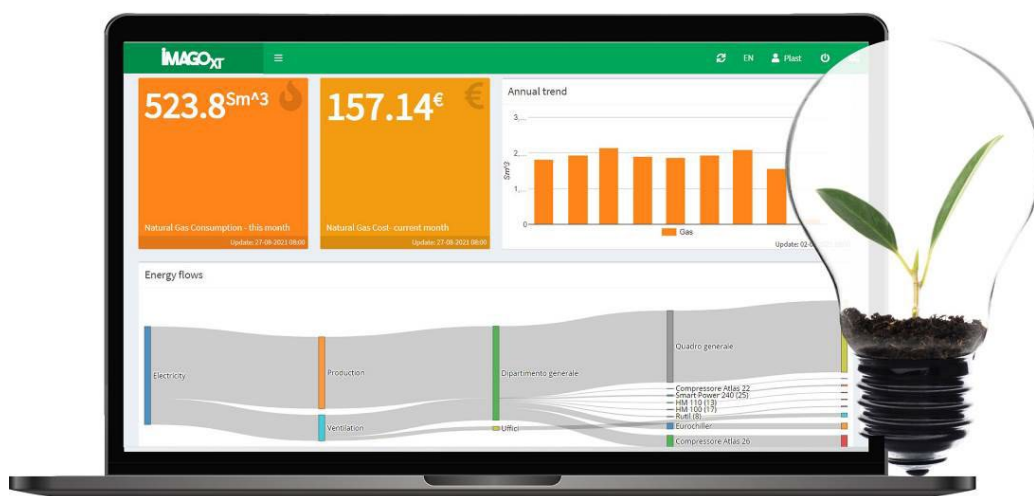 iMAGOXT
EN
Plast
523.8Sm^3
Natural Gas Consumption - this month
Update: 27-08-2021 08:00
157.14€
€
Natural Gas Cost- current month
Update: 27-08-2021 08:00
Annual trend
3,...
2,...
1,...
0
Sm^3
Gas
Update: 02-
Energy flows
Electricity
Production
Ventilation
Dipartimento generale
Uffici
Quadro generale
Compressore Atlas 22
Smart Power 240 (25)
HM 110 (13)
HM 100 (17)
Rutil (8)
Eurochiller
Compressore Atlas 26